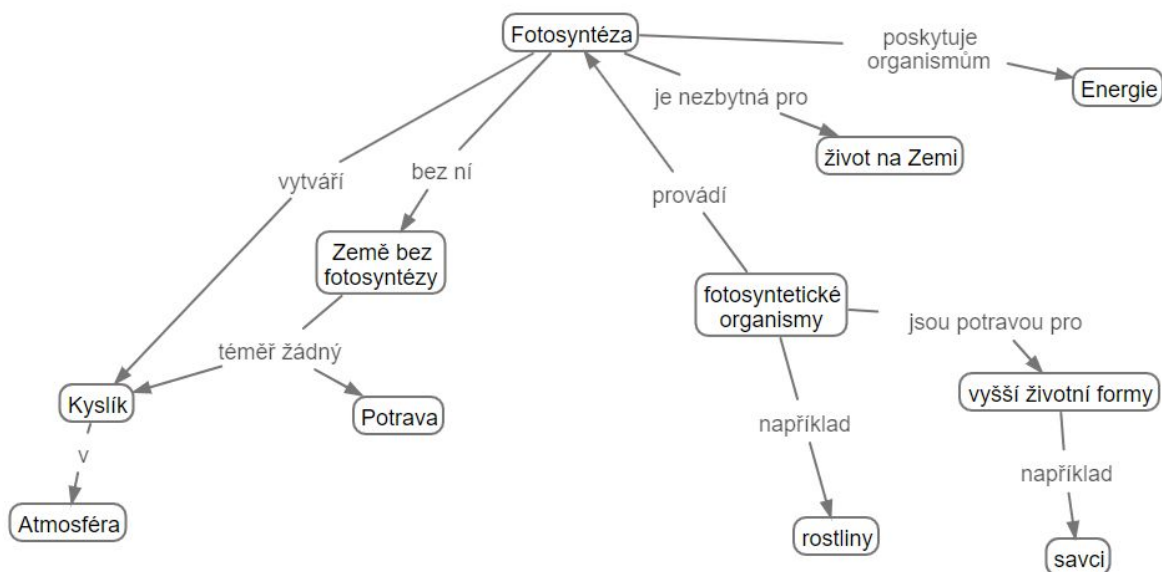 Fotosyntéza
poskytuje
organismům
Energie
je nezbytná pro
život na Zemi
vytváří
bez ní
provádí
Země bez
fotosyntézy
fotosyntetické
organismy
jsou potravou pro
téměř žádný
Kyslík
Potrava
vyšší životní formy
například
v
například
Atmosféra
rostliny
savci